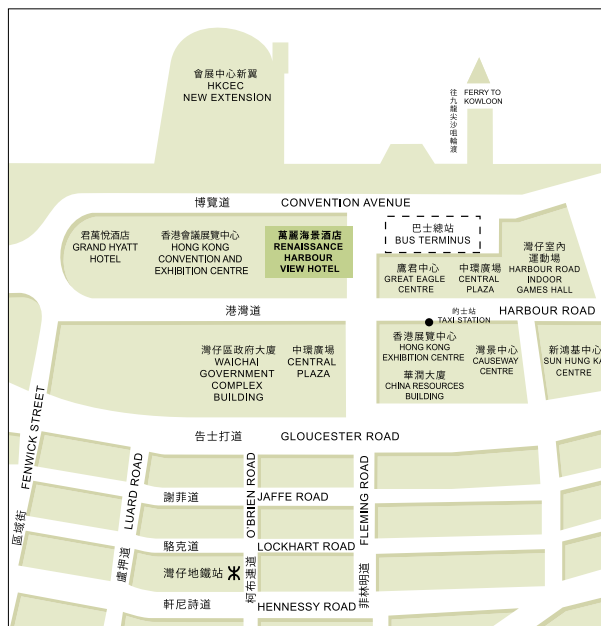 會展中心新翼
HKCEC
NEW EXTENSION
往九龍尖沙咀輪渡
FERRY TO
KOWLOON
博覽道
CONVENTION AVENUE
君萬悅酒店
GRAND HYATT
HOTEL
香港會議展覽中心
HONG KONG
CONVENTION AND
EXHIBITION CENTRE
萬麗海景酒店
RENAISSANCE
HARBOUR
VIEW HOTEL
巴士總站
BUS TERMINUS
鷹君中心
GREAT EAGLE
CENTRE
中環廣場
CENTRAL
PLAZA
灣仔室內
運動場
HARBOUR ROAD
INDOOR
GAMES HALL
港灣道
的士站
TAXI STATION
HARBOUR ROAD
灣仔區政府大廈
WAICHAI
GOVERNMENT
COMPLEX
BUILDING
中環廣場
CENTRAL
PLAZA
香港展覽中心
HONG KONG
EXHIBITION CENTRE
華潤大廈
CHINA RESOURCES
BUILDING
灣景中心
CAUSEWAY
CENTRE
新鴻基中心
SUN HUNG KA
CENTRE
告士打道
GLOUCESTER ROAD
FENWICK STREET
區域街
LUARD ROAD
盧押道
O'BRIEN ROAD
柯布連道
FLEMING ROAD
菲林明道
謝菲道
JAFFE ROAD
駱克道
LOCKHART ROAD
灣仔地鐵站
軒尼詩道
HENNESSY ROAD